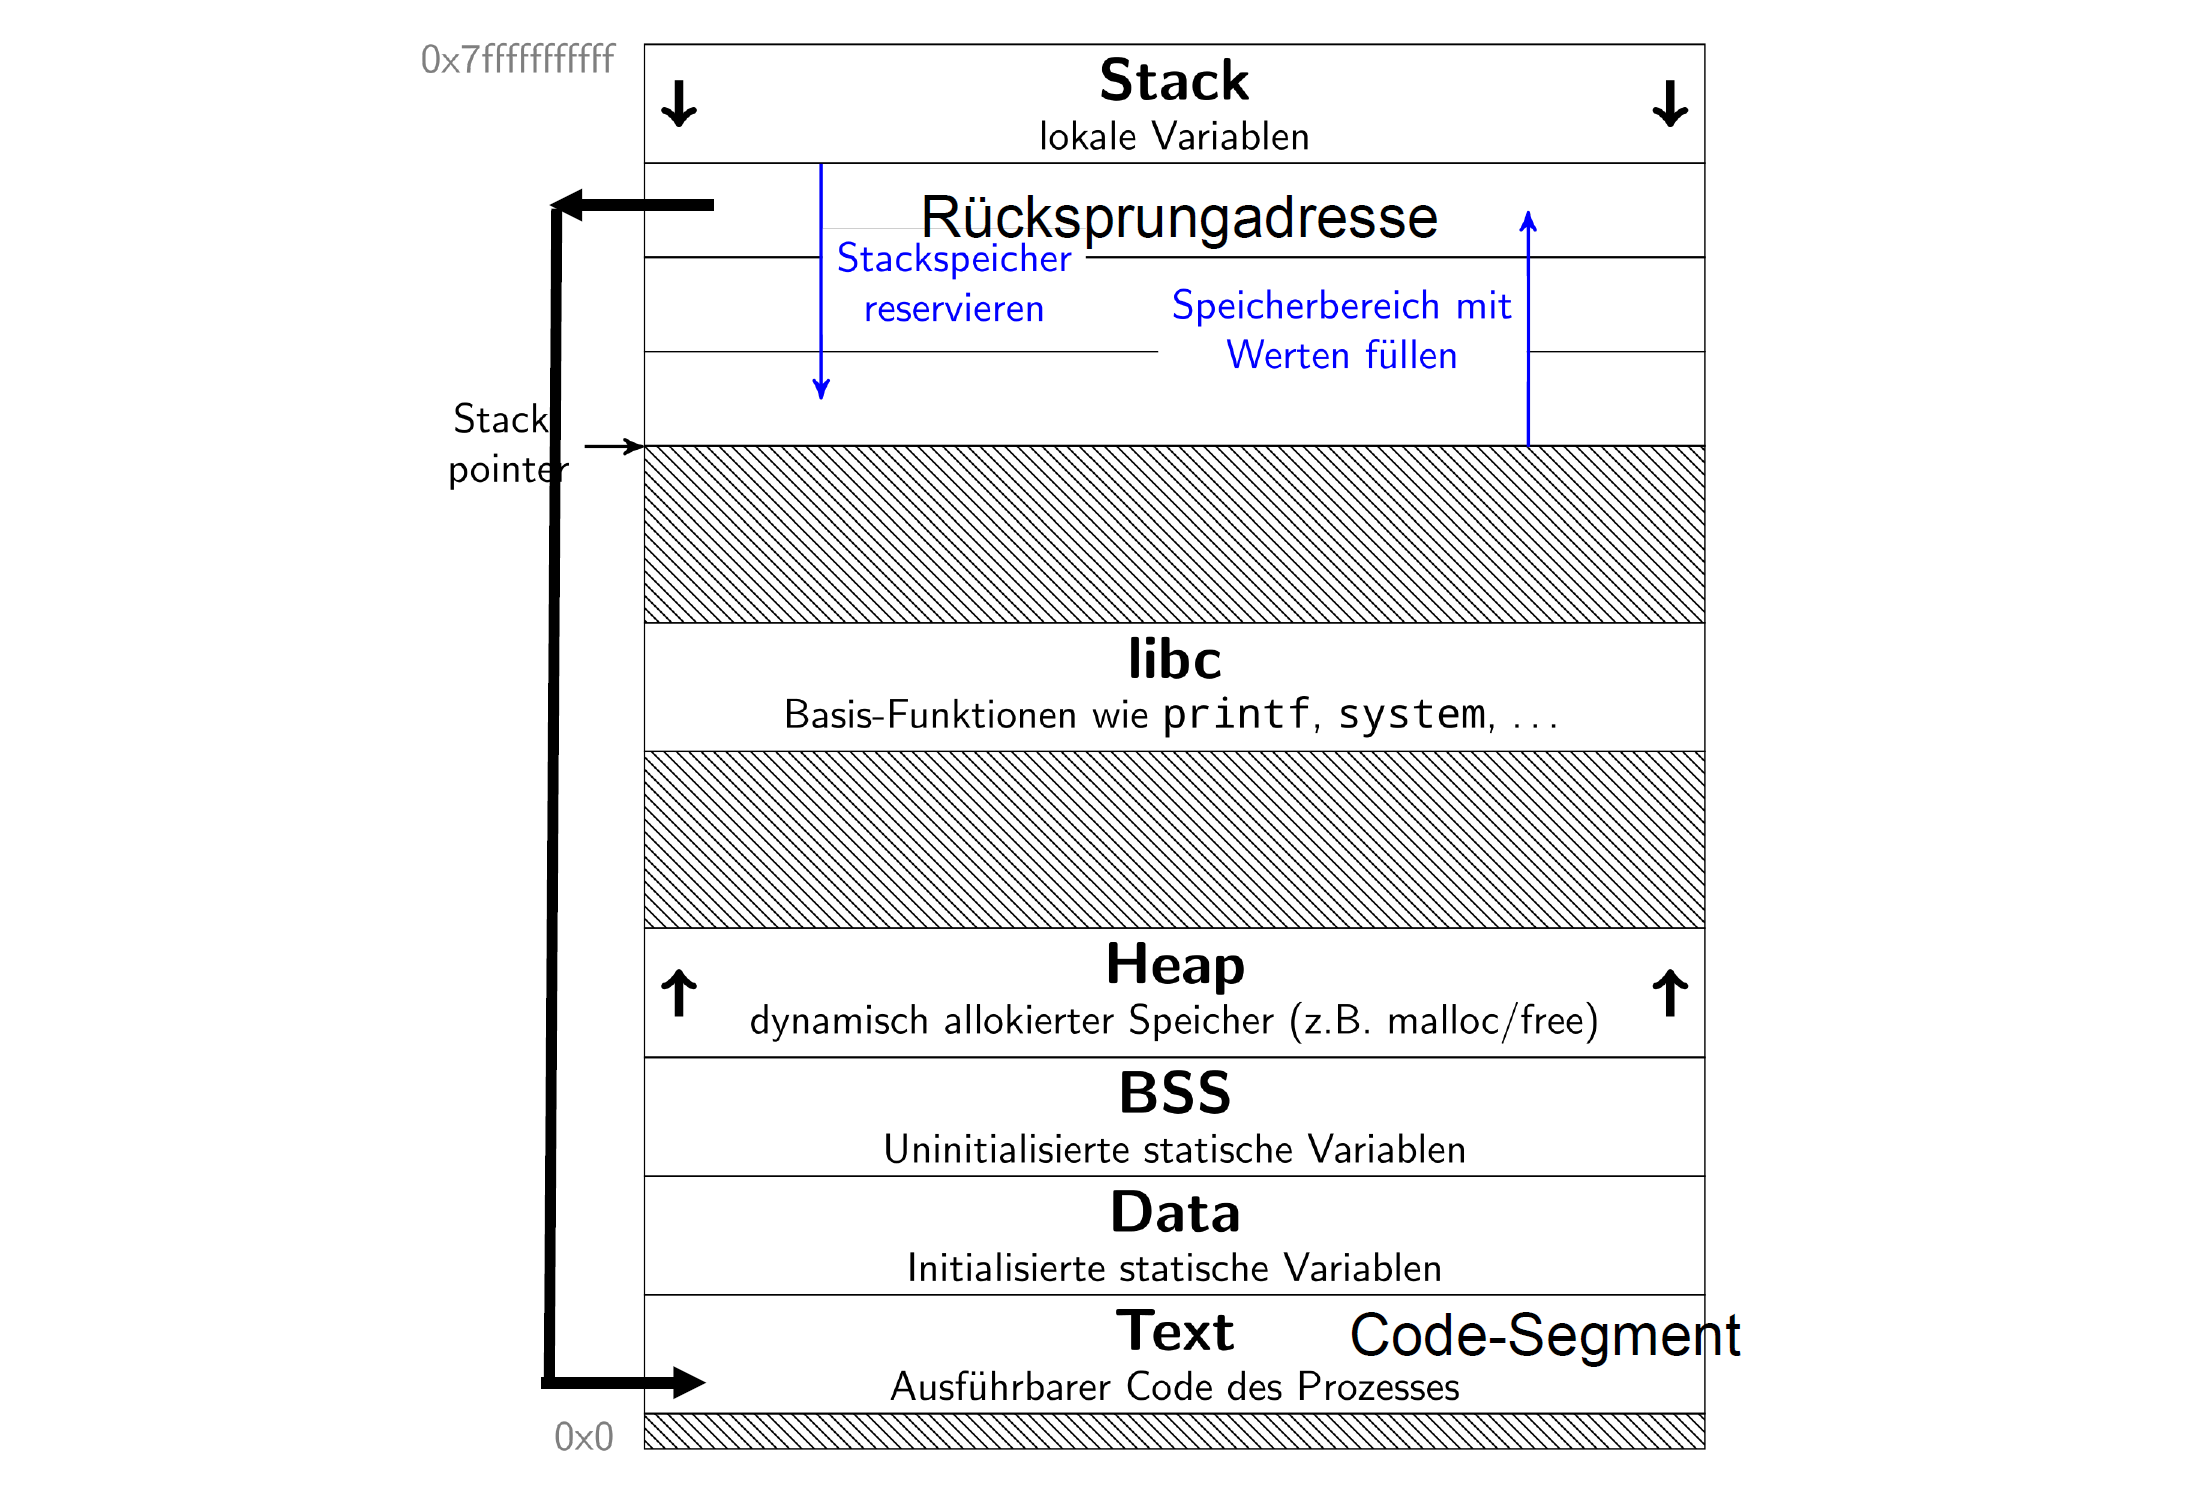 0x7fffffffffff
Stack
lokale Variablen
Rücksprungadresse
Stackspeicher
reservieren
Speicherbereich mit
Werten füllen
Stack
pointer
libc
Basis-Funktionen wie printf, system, ...
Heap
dynamisch allokierter Speicher (z.B. malloc/free)
BSS
Uninitialisierte statische Variablen
Data
Initialisierte statische Variablen
Text Code-Segment
Ausführbarer Code des Prozesses
0x0